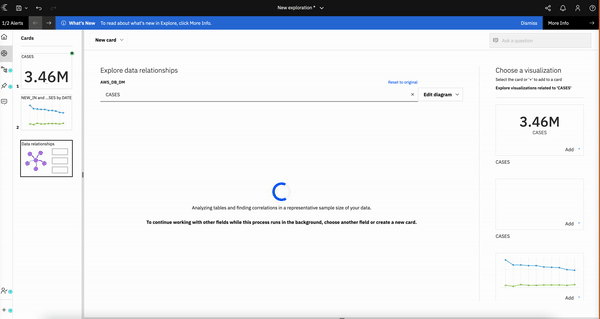 New exploration *
1/2 Alerts
What's New
To read about what's new in Explore, click More Info.
Dismiss
More Info
Cards
CASES
3.46M
1
NEW_IN and ...SES by DATE
2
Data relationships
New card
Ask a question
Explore data relationships
AWS_DB_DM
Reset to original
CASES
Edit diagram
Analyzing tables and finding correlations in a representative sample size of your data.
To continue working with other fields while this process runs in the background, choose another field or create a new card.
Choose a visualization
Select the card or '+' to add to a card
Explore visualizations related to 'CASES'
3.46M
CASES
Add +
CASES
Add +
CASES
Add +